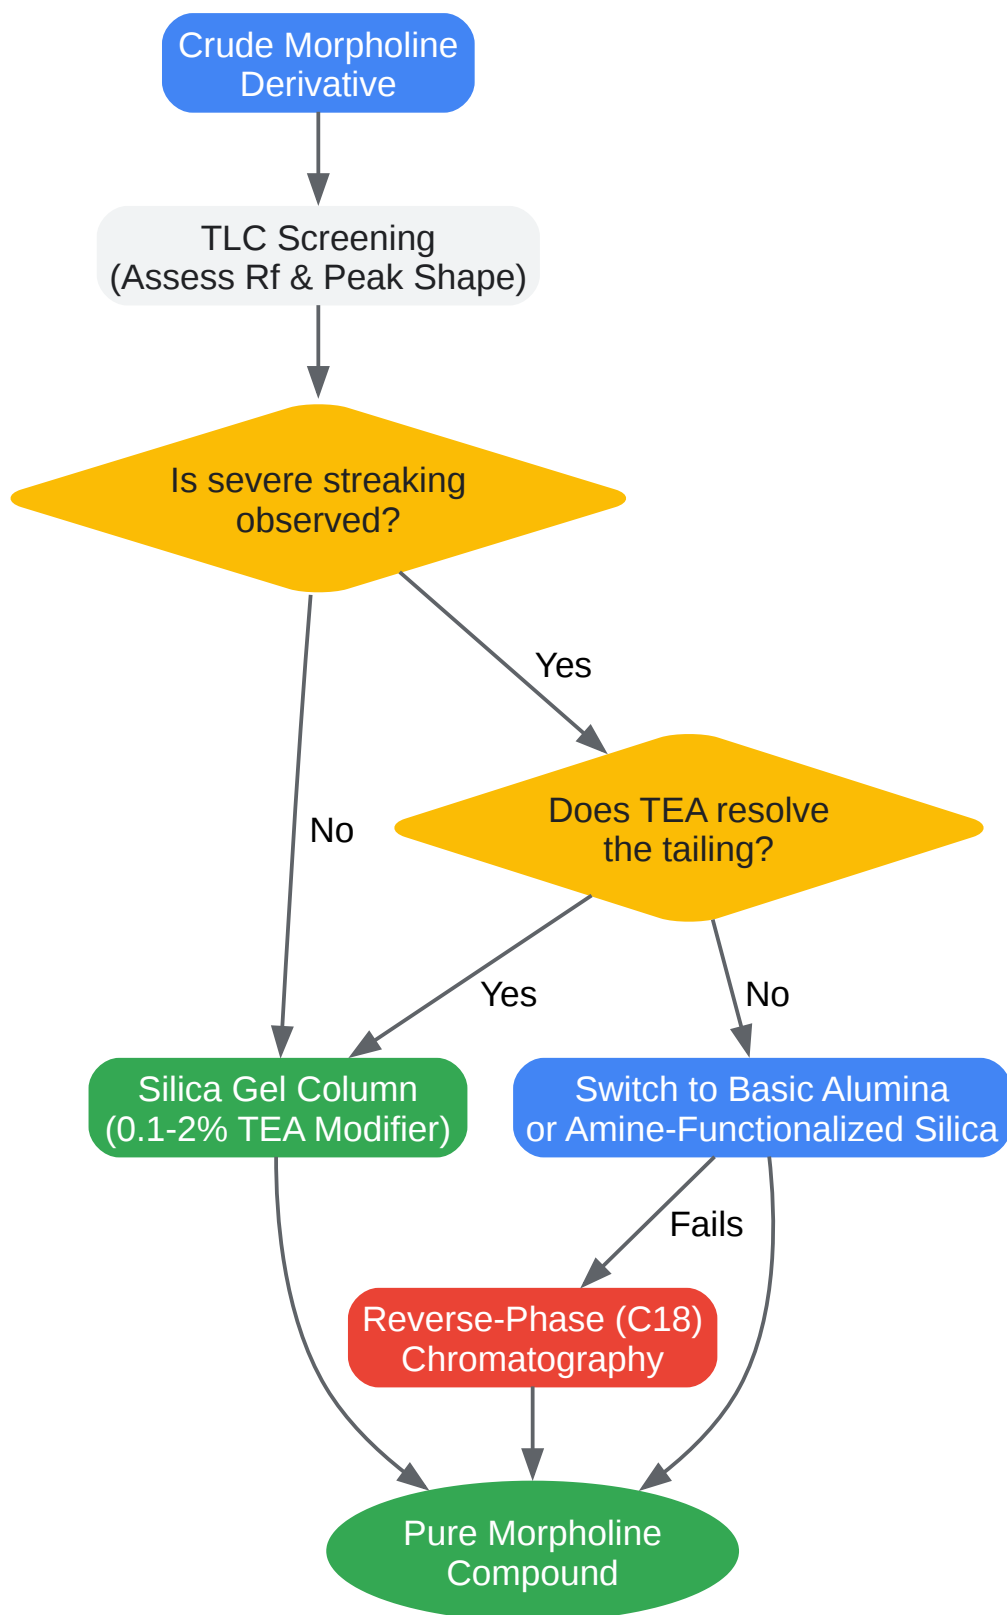 Crude Morpholine
Derivative
TLC Screening
(Assess Rf & Peak Shape)
Is severe streaking
observed?
Yes
No
Does TEA resolve
the tailing?
Yes
No
Silica Gel Column
(0.1-2% TEA Modifier)
Switch to Basic Alumina
or Amine-Functionalized Silica
Fails
Reverse-Phase (C18)
Chromatography
Pure Morpholine
Compound